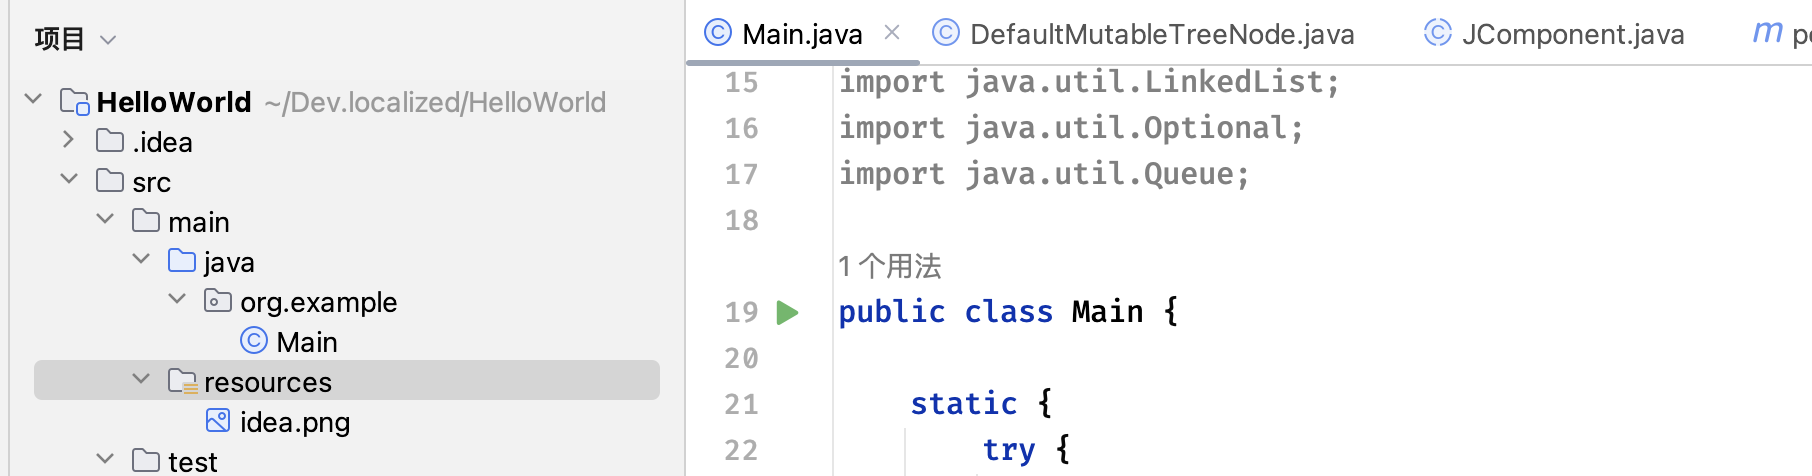 项目
HelloWorld ~/Dev.localized/HelloWorld
.idea
src
main
java
org.example
Main
resources
idea.png
test
Main.java DefaultMutableTreeNode.java JComponent.java m
15 import java.util.LinkedList;
16 import java.util.Optional;
17 import java.util.Queue;
18
1 个用法
19 public class Main {
20
21 static {
22 try {